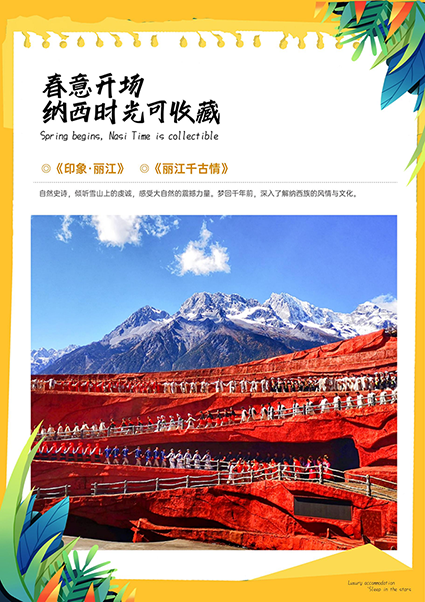 春意开场
纳西时光可收藏
Spring begins, Nasi Time is collectible
◎《印象·丽江》 ◎《丽江千古情》
自然史诗，倾听雪山上的虔诚，感受大自然的震撼力量。梦回千年前，深入了解纳西族的风情与文化。
Luxury accommodation
"Sleep in the stars